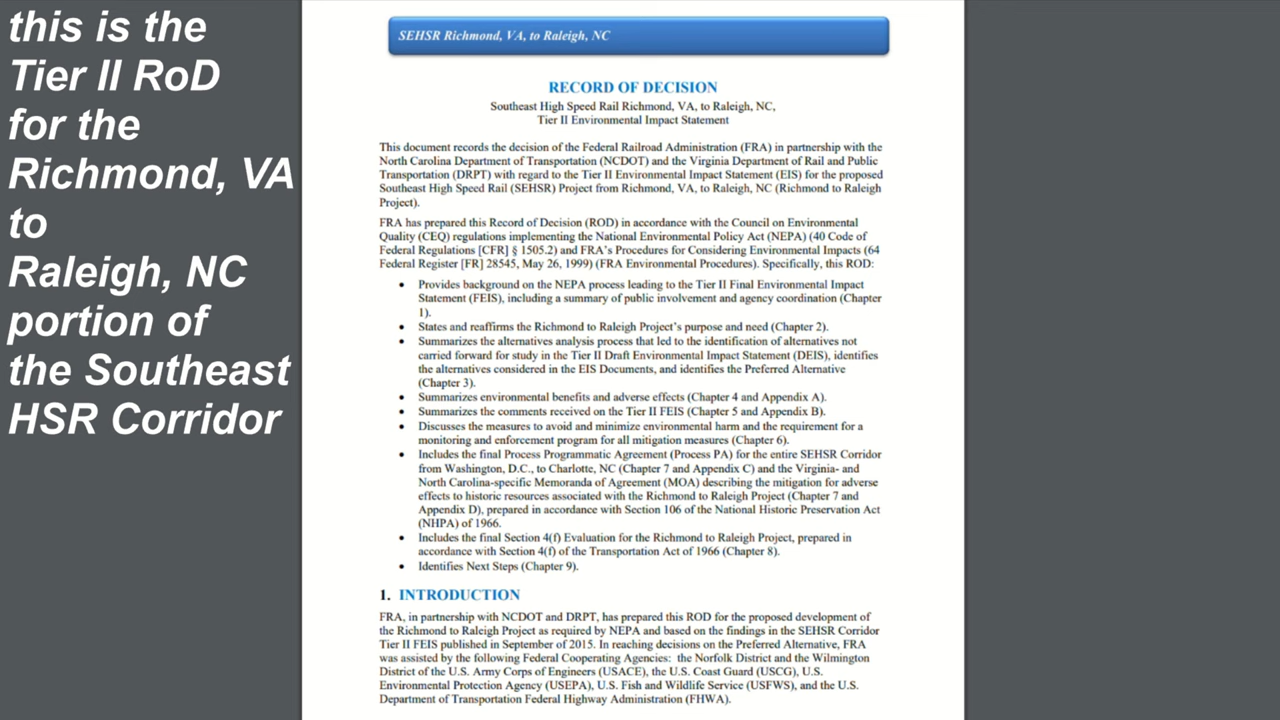 this is the
Tier II RoD
for the
Richmond, VA
to
Raleigh, NC
portion of
the Southeast
HSR Corridor
SEHSR Richmond, VA, to Raleigh, NC
RECORD OF DECISION
Southeast High Speed Rail Richmond, VA, to Raleigh, NC,
Tier II Environmental Impact Statement
This document records the decision of the Federal Railroad Administration (FRA) in partnership with the
North Carolina Department of Transportation (NCDOT) and the Virginia Department of Rail and Public
Transportation (DRPT) with regard to the Tier II Environmental Impact Statement (EIS) for the proposed
Southeast High Speed Rail (SEHSR) Project from Richmond, VA, to Raleigh, NC (Richmond to Raleigh
Project).
FRA has prepared this Record of Decision (ROD) in accordance with the Council on Environmental
Quality (CEQ) regulations implementing the National Environmental Policy Act (NEPA) (40 Code of
Federal Regulations [CFR] § 1505.2) and FRA's Procedures for Considering Environmental Impacts (64
Federal Register [FR] 28545, May 26, 1999) (FRA Environmental Procedures). Specifically, this ROD:
• Provides background on the NEPA process leading to the Tier II Final Environmental Impact
Statement (FEIS), including a summary of public involvement and agency coordination (Chapter
1).
• States and reaffirms the Richmond to Raleigh Project's purpose and need (Chapter 2).
• Summarizes the alternatives analysis process that led to the identification of alternatives not
carried forward for study in the Tier II Draft Environmental Impact Statement (DEIS), identifies
the alternatives considered in the EIS Documents, and identifies the Preferred Alternative
(Chapter 3).
• Summarizes environmental benefits and adverse effects (Chapter 4 and Appendix A).
• Summarizes the comments received on the Tier II FEIS (Chapter 5 and Appendix B).
• Discusses the measures to avoid and minimize environmental harm and the requirement for a
monitoring and enforcement program for all mitigation measures (Chapter 6).
• Includes the final Process Programmatic Agreement (Process PA) for the entire SEHSR Corridor
from Washington, D.C., to Charlotte, NC (Chapter 7 and Appendix C) and the Virginia- and
North Carolina-specific Memoranda of Agreement (MOA) describing the mitigation for adverse
effects to historic resources associated with the Richmond to Raleigh Project (Chapter 7 and
Appendix D), prepared in accordance with Section 106 of the National Historic Preservation Act
(NHPA) of 1966.
• Includes the final Section 4(f) Evaluation for the Richmond to Raleigh Project, prepared in
accordance with Section 4(f) of the Transportation Act of 1966 (Chapter 8).
• Identifies Next Steps (Chapter 9).
1. INTRODUCTION
FRA, in partnership with NCDOT and DRPT, has prepared this ROD for the proposed development of
the Richmond to Raleigh Project as required by NEPA and based on the findings in the SEHSR Corridor
Tier II FEIS published in September of 2015. In reaching decisions on the Preferred Alternative, FRA
was assisted by the following Federal Cooperating Agencies: the Norfolk District and the Wilmington
District of the U.S. Army Corps of Engineers (USACE), the U.S. Coast Guard (USCG), U.S.
Environmental Protection Agency (USEPA), U.S. Fish and Wildlife Service (USFWS), and the U.S.
Department of Transportation Federal Highway Administration (FHWA).